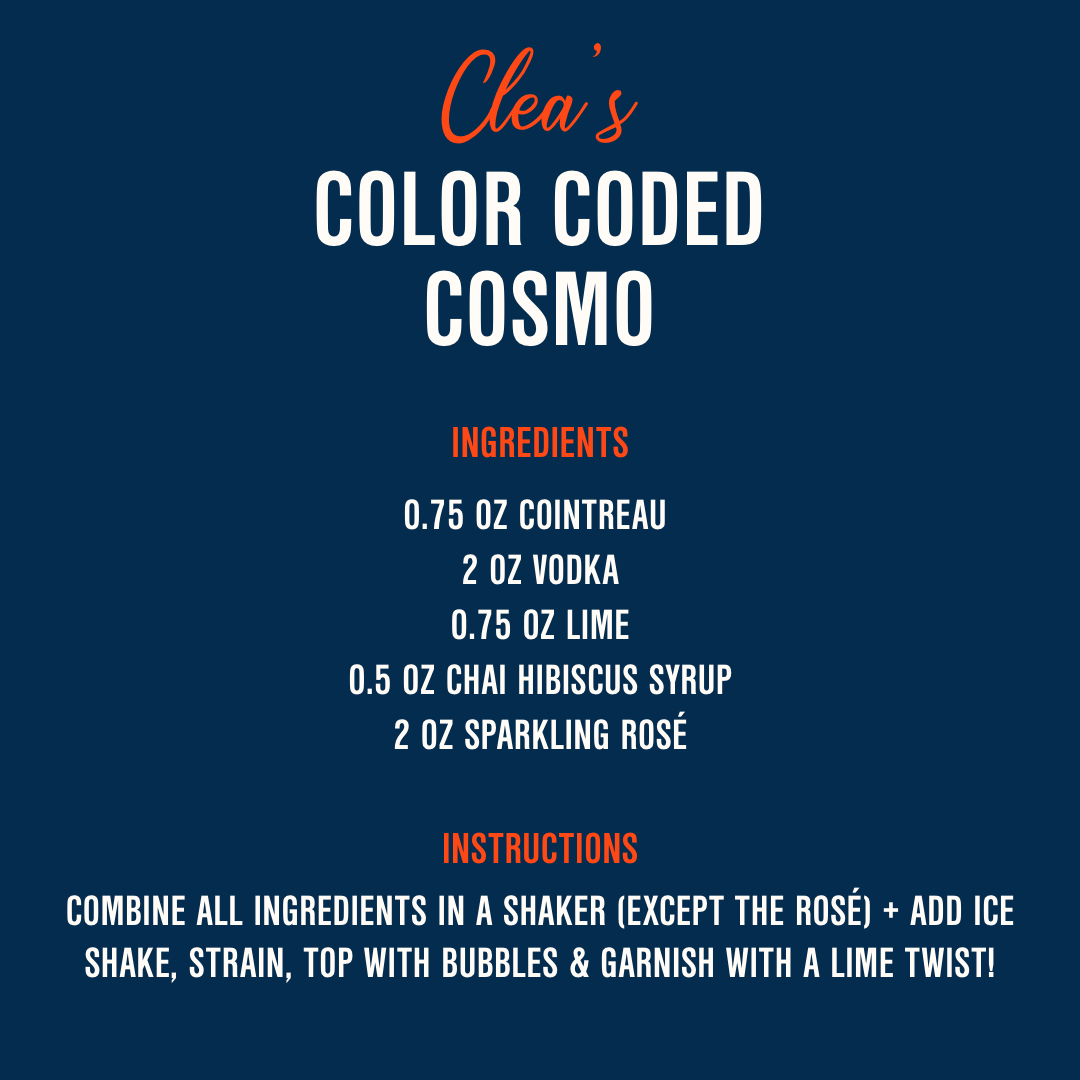 Clea's
COLOR CODED
COSMO
INGREDIENTS
0.75 OZ COINTREAU
2 OZ VODKA
0.75 OZ LIME
0.5 OZ CHAI HIBISCUS SYRUP
2 OZ SPARKLING ROSÉ
INSTRUCTIONS
COMBINE ALL INGREDIENTS IN A SHAKER (EXCEPT THE ROSÉ) + ADD ICE
SHAKE, STRAIN, TOP WITH BUBBLES & GARNISH WITH A LIME TWIST!